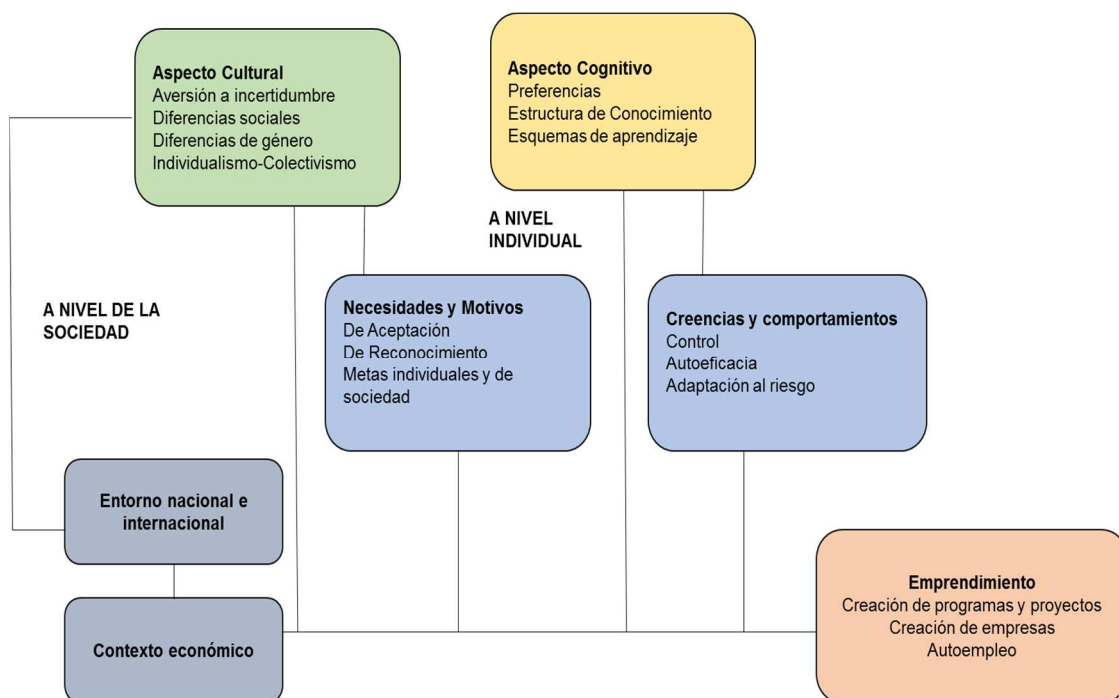 Aspecto Cultural
Aversión a incertidumbre
Diferencias sociales
Diferencias de género
Individualismo-Colectivismo
Aspecto Cognitivo
Preferencias
Estructura de Conocimiento
Esquemas de aprendizaje
A NIVEL
INDIVIDUAL
A NIVEL DE LA
SOCIEDAD
Necesidades y Motivos
De Aceptación
De Reconocimiento
Metas individuales y de
sociedad
Creencias y comportamientos
Control
Autoeficacia
Adaptación al riesgo
Entorno nacional e
internacional
Contexto económico
Emprendimiento
Creación de programas y proyectos
Creación de empresas
Autoempleo